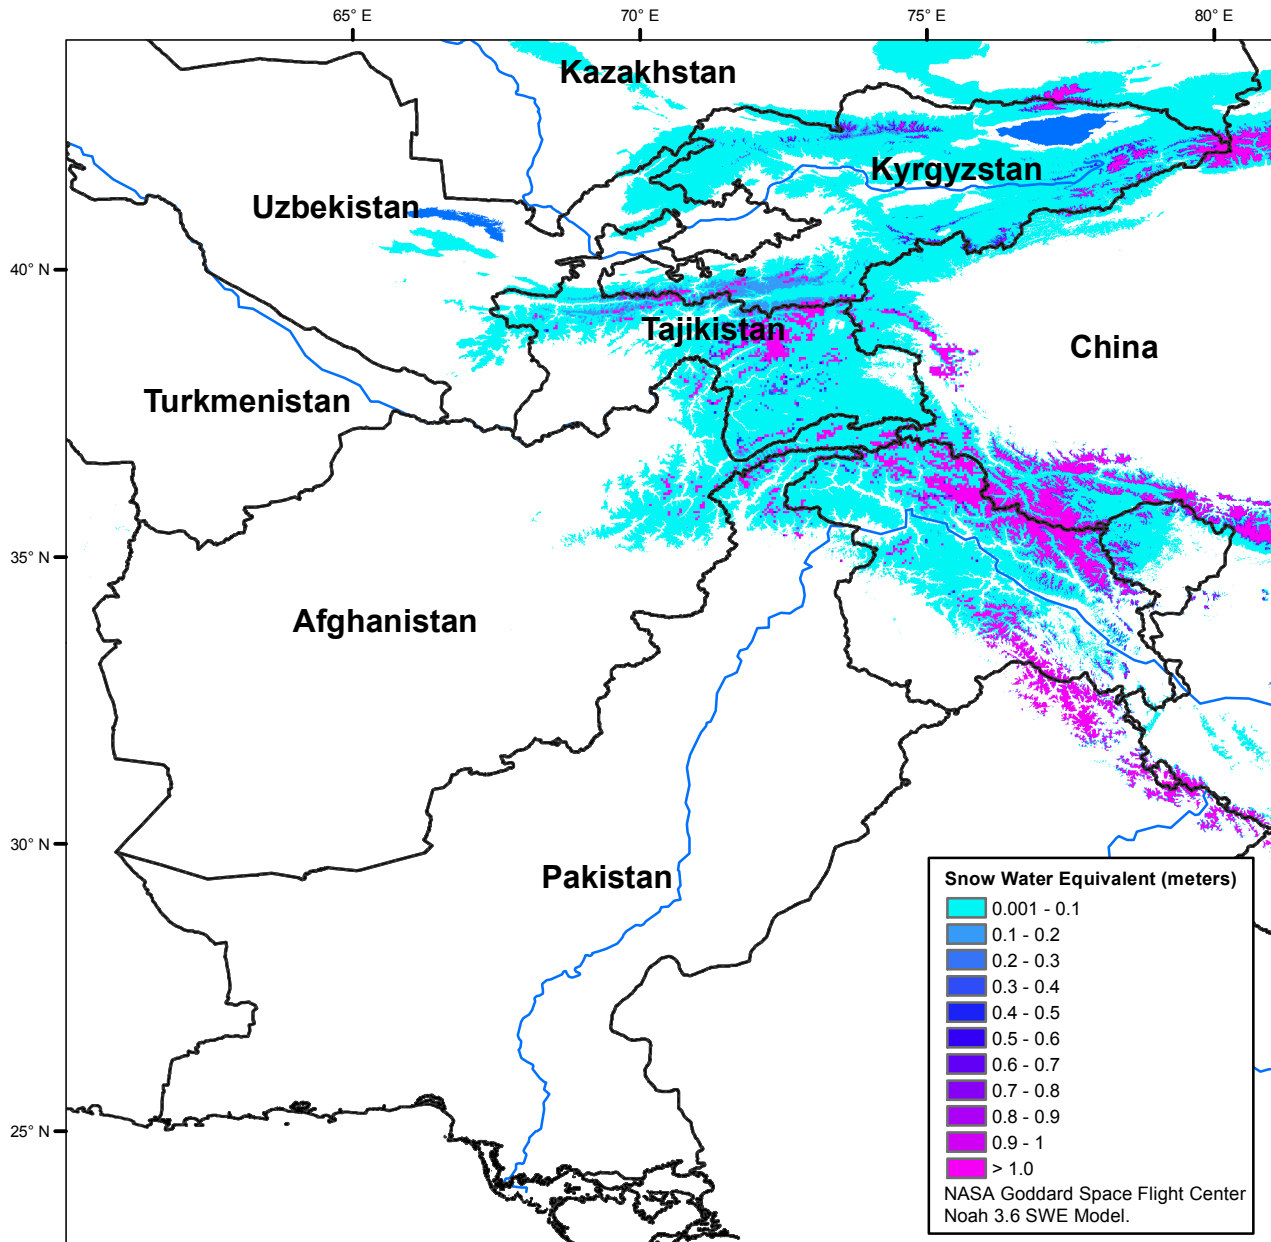 65° E
70° E
75° E
80° E
Kazakhstan
Kyrgyzstan
Uzbekistan
40° N
Tajikistan
China
Turkmenistan
35° N
Afghanistan
30° N
Pakistan
25° N
Snow Water Equivalent (meters)
0.001 - 0.1
0.1 - 0.2
0.2 - 0.3
0.3 - 0.4
0.4 - 0.5
0.5 - 0.6
0.6 - 0.7
0.7 - 0.8
0.8 - 0.9
0.9 - 1
> 1.0
NASA Goddard Space Flight Center
Noah 3.6 SWE Model.